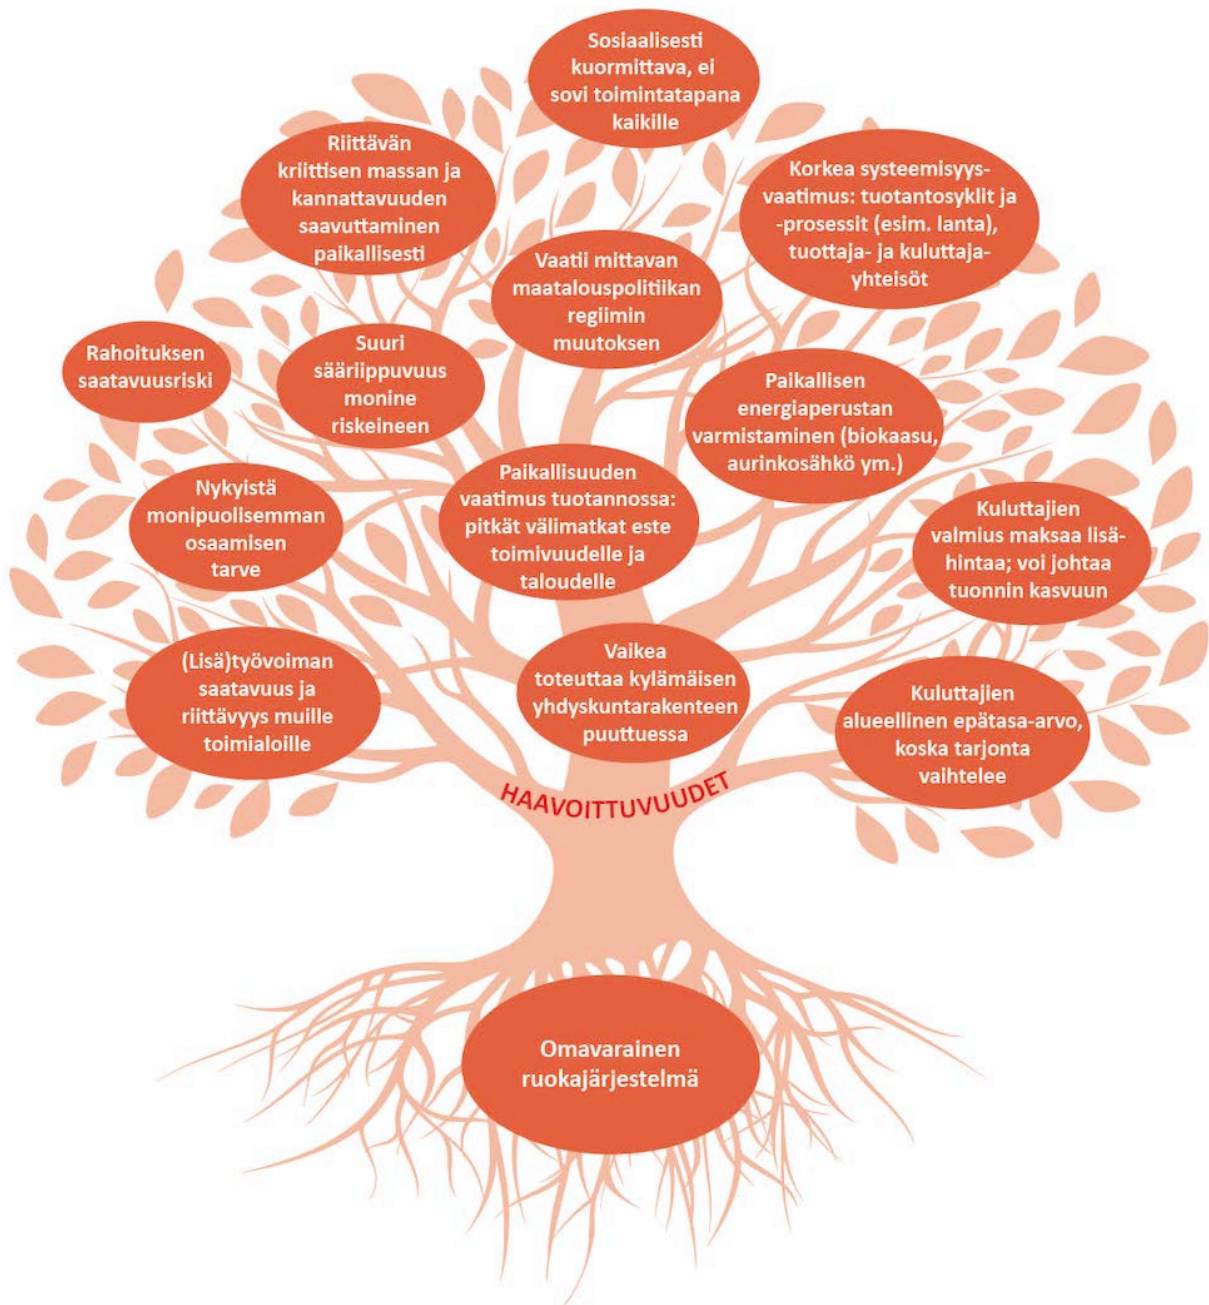 Sosiaalisesti
kuormittava, ei
sovi toimintatapana
kaikille
Riittävän
kriittisen massan ja
kannattavuuden
saavuttaminen
paikallisesti
Korkea systeemisyys-
vaatimus: tuotantosyklit ja
-prosessit (esim. lanta),
tuottaja- ja kuluttaja-
yhteisöt
Vaatii mittavan
maatalouspolitiikan
regiimin
muutoksen
Rahoituksen
saatavuusriski
Suuri
sääriippuvuus
monine
riskeineen
Paikallisen
energiaperustan
varmistaminen (biokaasu,
aurinkosähkö ym.)
Nykyistä
monipuolisemman
osaamisen
tarve
Paikallisuuden
vaatimus tuotannossa:
pitkät välimatkat este
toimivuudelle ja
taloudelle
Kuluttajien
valmius maksaa lisä-
hintaa; voi johtaa
tuonnin kasvuun
(Lisä)työvoiman
saatavuus ja
riittävyys muille
toimialoille
Vaikea
toteuttaa kylämäisen
yhdyskuntarakenteen
puuttuessa
Kuluttajien
alueellinen epätasa-arvo,
koska tarjonta
vaihtelee
HAAVOITTUVUUDET
Omavarainen
ruokajärjestelmä